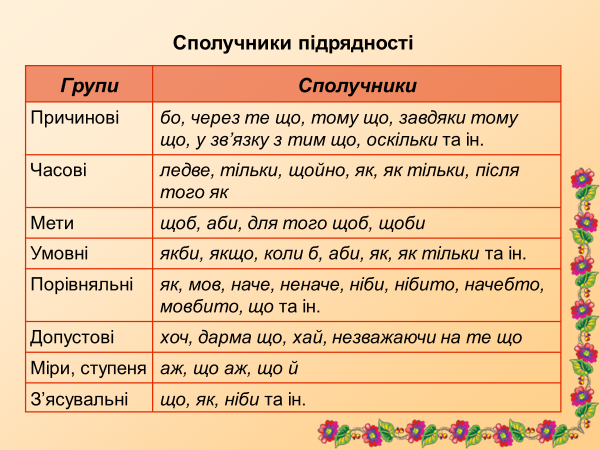 Сполучники підрядності
Групи Сполучники
Причинові бо, через те що, тому що, завдяки тому
що, у зв’язку з тим що, оскільки та ін.
Часові ледве, тільки, щойно, як, як тільки, після
того як
Мети щоб, аби, для того щоб, щоби
Умовні якби, якщо, коли б, аби, як, як тільки та ін.
Порівняльні як, мов, наче, неначе, ніби, нібито, начебто,
мовбито, що та ін.
Допустові хоч, дарма що, хай, незважаючи на те що
Міри, ступеня аж, що аж, що й
З’ясувальні що, як, ніби та ін.